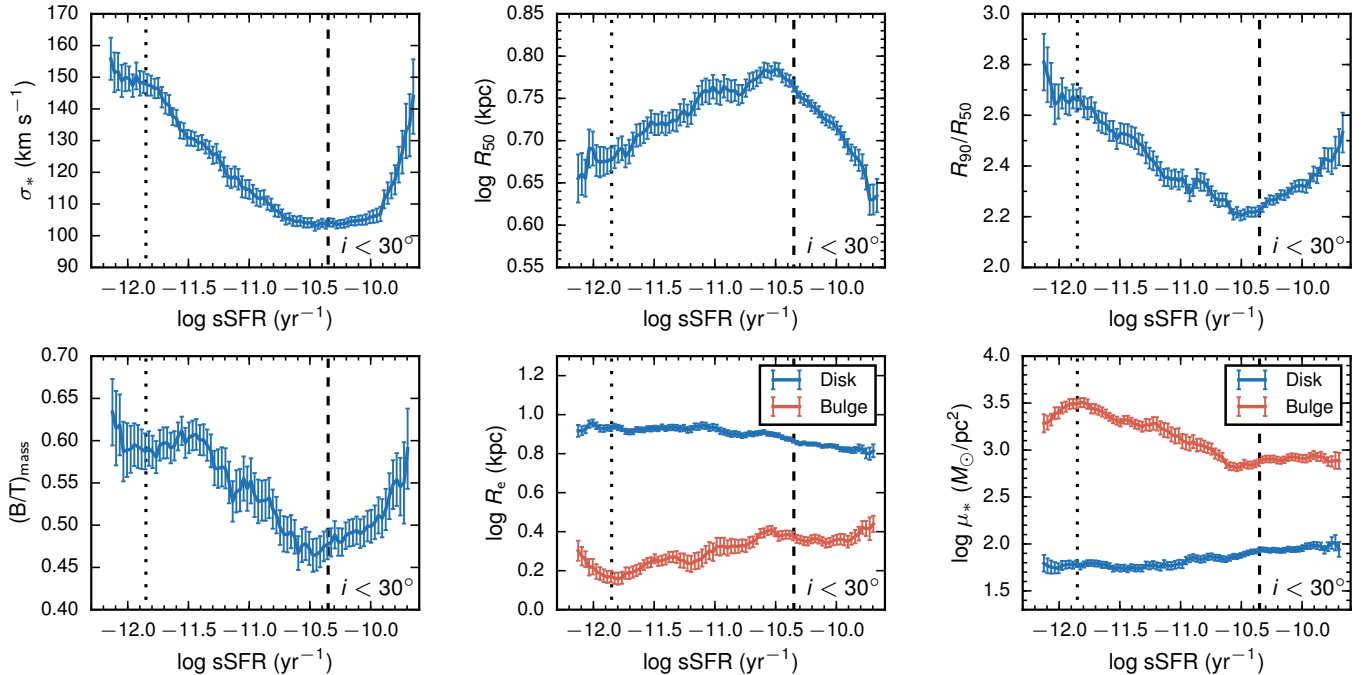 160
150
140
130
120
110
100
90
σ* (km s⁻¹)
i < 30°
−12.0 −11.5 −11.0 −10.5 −10.0
log sSFR (yr⁻¹)
0.85
0.80
0.75
0.70
0.65
0.60
0.55
log R₅₀ (kpc)
i < 30°
−12.0 −11.5 −11.0 −10.5 −10.0
log sSFR (yr⁻¹)
3.0
2.8
2.6
2.4
2.2
2.0
R₉₀/R₅₀
i < 30°
−12.0 −11.5 −11.0 −10.5 −10.0
log sSFR (yr⁻¹)
0.70
0.65
0.60
0.55
0.50
0.45
0.40
(B/T)mass
−12.0 −11.5 −11.0 −10.5 −10.0
log sSFR (yr⁻¹)
1.2
1.0
0.8
0.6
0.4
0.2
0.0
log Rₑ (kpc)
Disk
Bulge
i < 30°
−12.0 −11.5 −11.0 −10.5 −10.0
log sSFR (yr⁻¹)
4.0
3.5
3.0
2.5
2.0
1.5
log μ* (M⊙/pc²)
Disk
Bulge
i < 30°
−12.0 −11.5 −11.0 −10.5 −10.0
log sSFR (yr⁻¹)